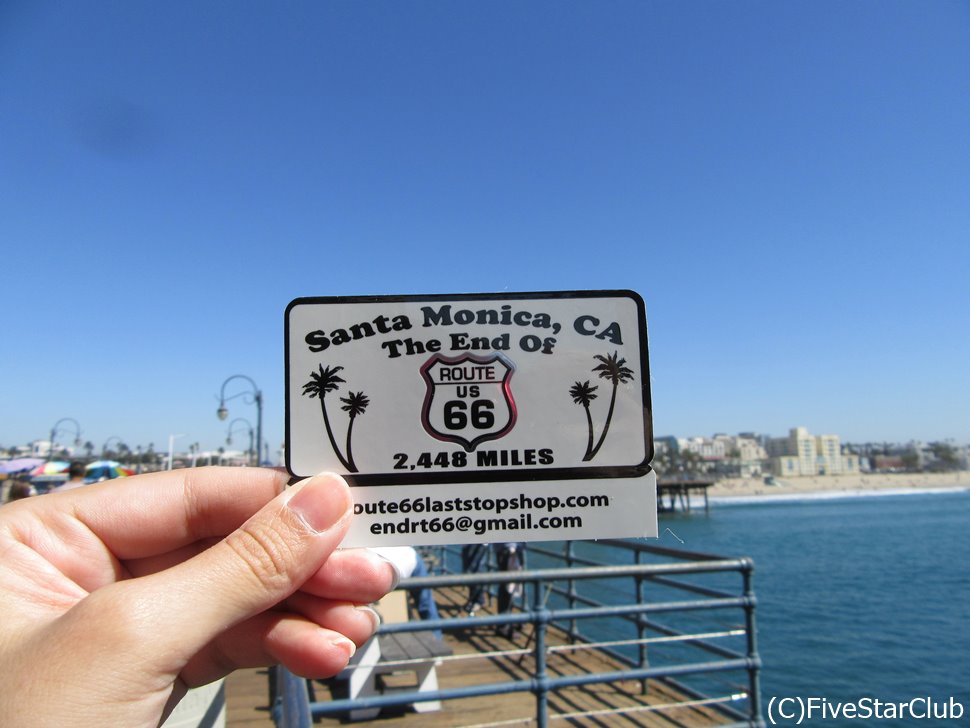 Santa Monica, CA
The End Of
ROUTE
US
66
2,448 MILES
oute66laststopshop.com
endrt66@gmail.com
(C)FiveStarClub